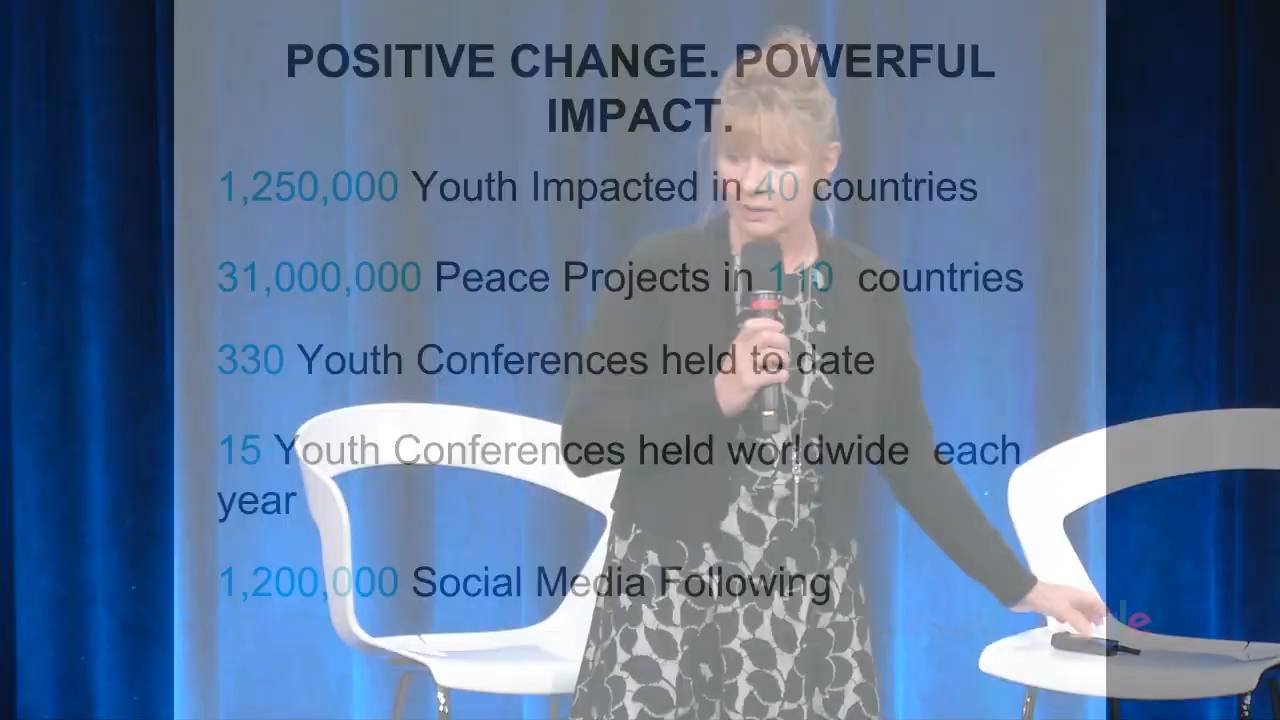 POSITIVE CHANGE. POWERFUL
IMPACT.
1,250,000 Youth Impacted in 40 countries
31,000,000 Peace Projects in 110 countries
330 Youth Conferences held to date
15 Youth Conferences held worldwide each
year
1,200,000 Social Media Following